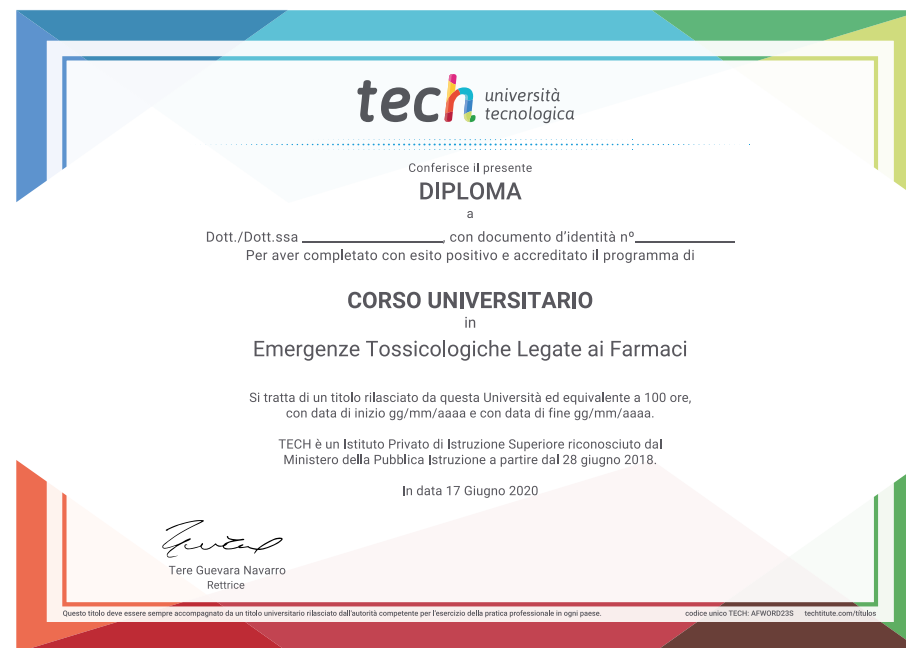 tech università
tecnologica
Conferisce il presente
DIPLOMA
a
Dott./Dott.ssa ___________________, con documento d'identità nº_____________
Per aver completato con esito positivo e accreditato il programma di
CORSO UNIVERSITARIO
in
Emergenze Tossicologiche Legate ai Farmaci
Si tratta di un titolo rilasciato da questa Università ed equivalente a 100 ore,
con data di inizio gg/mm/aaaa e con data di fine gg/mm/aaaa.
TECH è un Istituto Privato di Istruzione Superiore riconosciuto dal
Ministero della Pubblica Istruzione a partire dal 28 giugno 2018.
In data 17 Giugno 2020
Tere Guevara Navarro
Rettrice
Questo titolo deve essere sempre accompagnato da un titolo universitario rilasciato dall'autorità competente per l'esercizio della pratica professionale in ogni paese. codice unico TECH: AFWORD23S techtitute.com/títulos